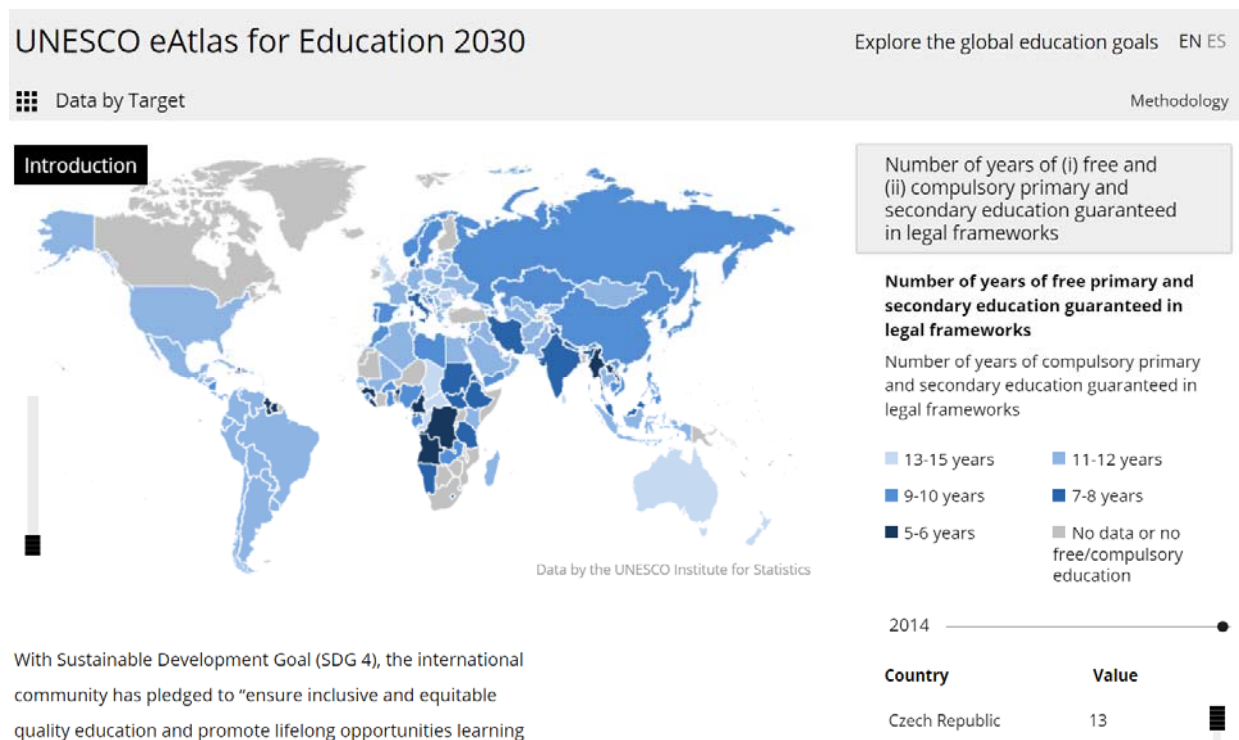 UNESCO eAtlas for Education 2030
Explore the global education goals EN ES
Data by Target
Methodology
Introduction
Data by the UNESCO Institute for Statistics
With Sustainable Development Goal (SDG 4), the international
community has pledged to “ensure inclusive and equitable
quality education and promote lifelong opportunities learning
Number of years of (i) free and
(ii) compulsory primary and
secondary education guaranteed
in legal frameworks
Number of years of free primary and
secondary education guaranteed in
legal frameworks
Number of years of compulsory primary
and secondary education guaranteed in
legal frameworks
13-15 years
11-12 years
9-10 years
7-8 years
5-6 years
No data or no
free/compulsory
education
2014
Country Value
Czech Republic 13